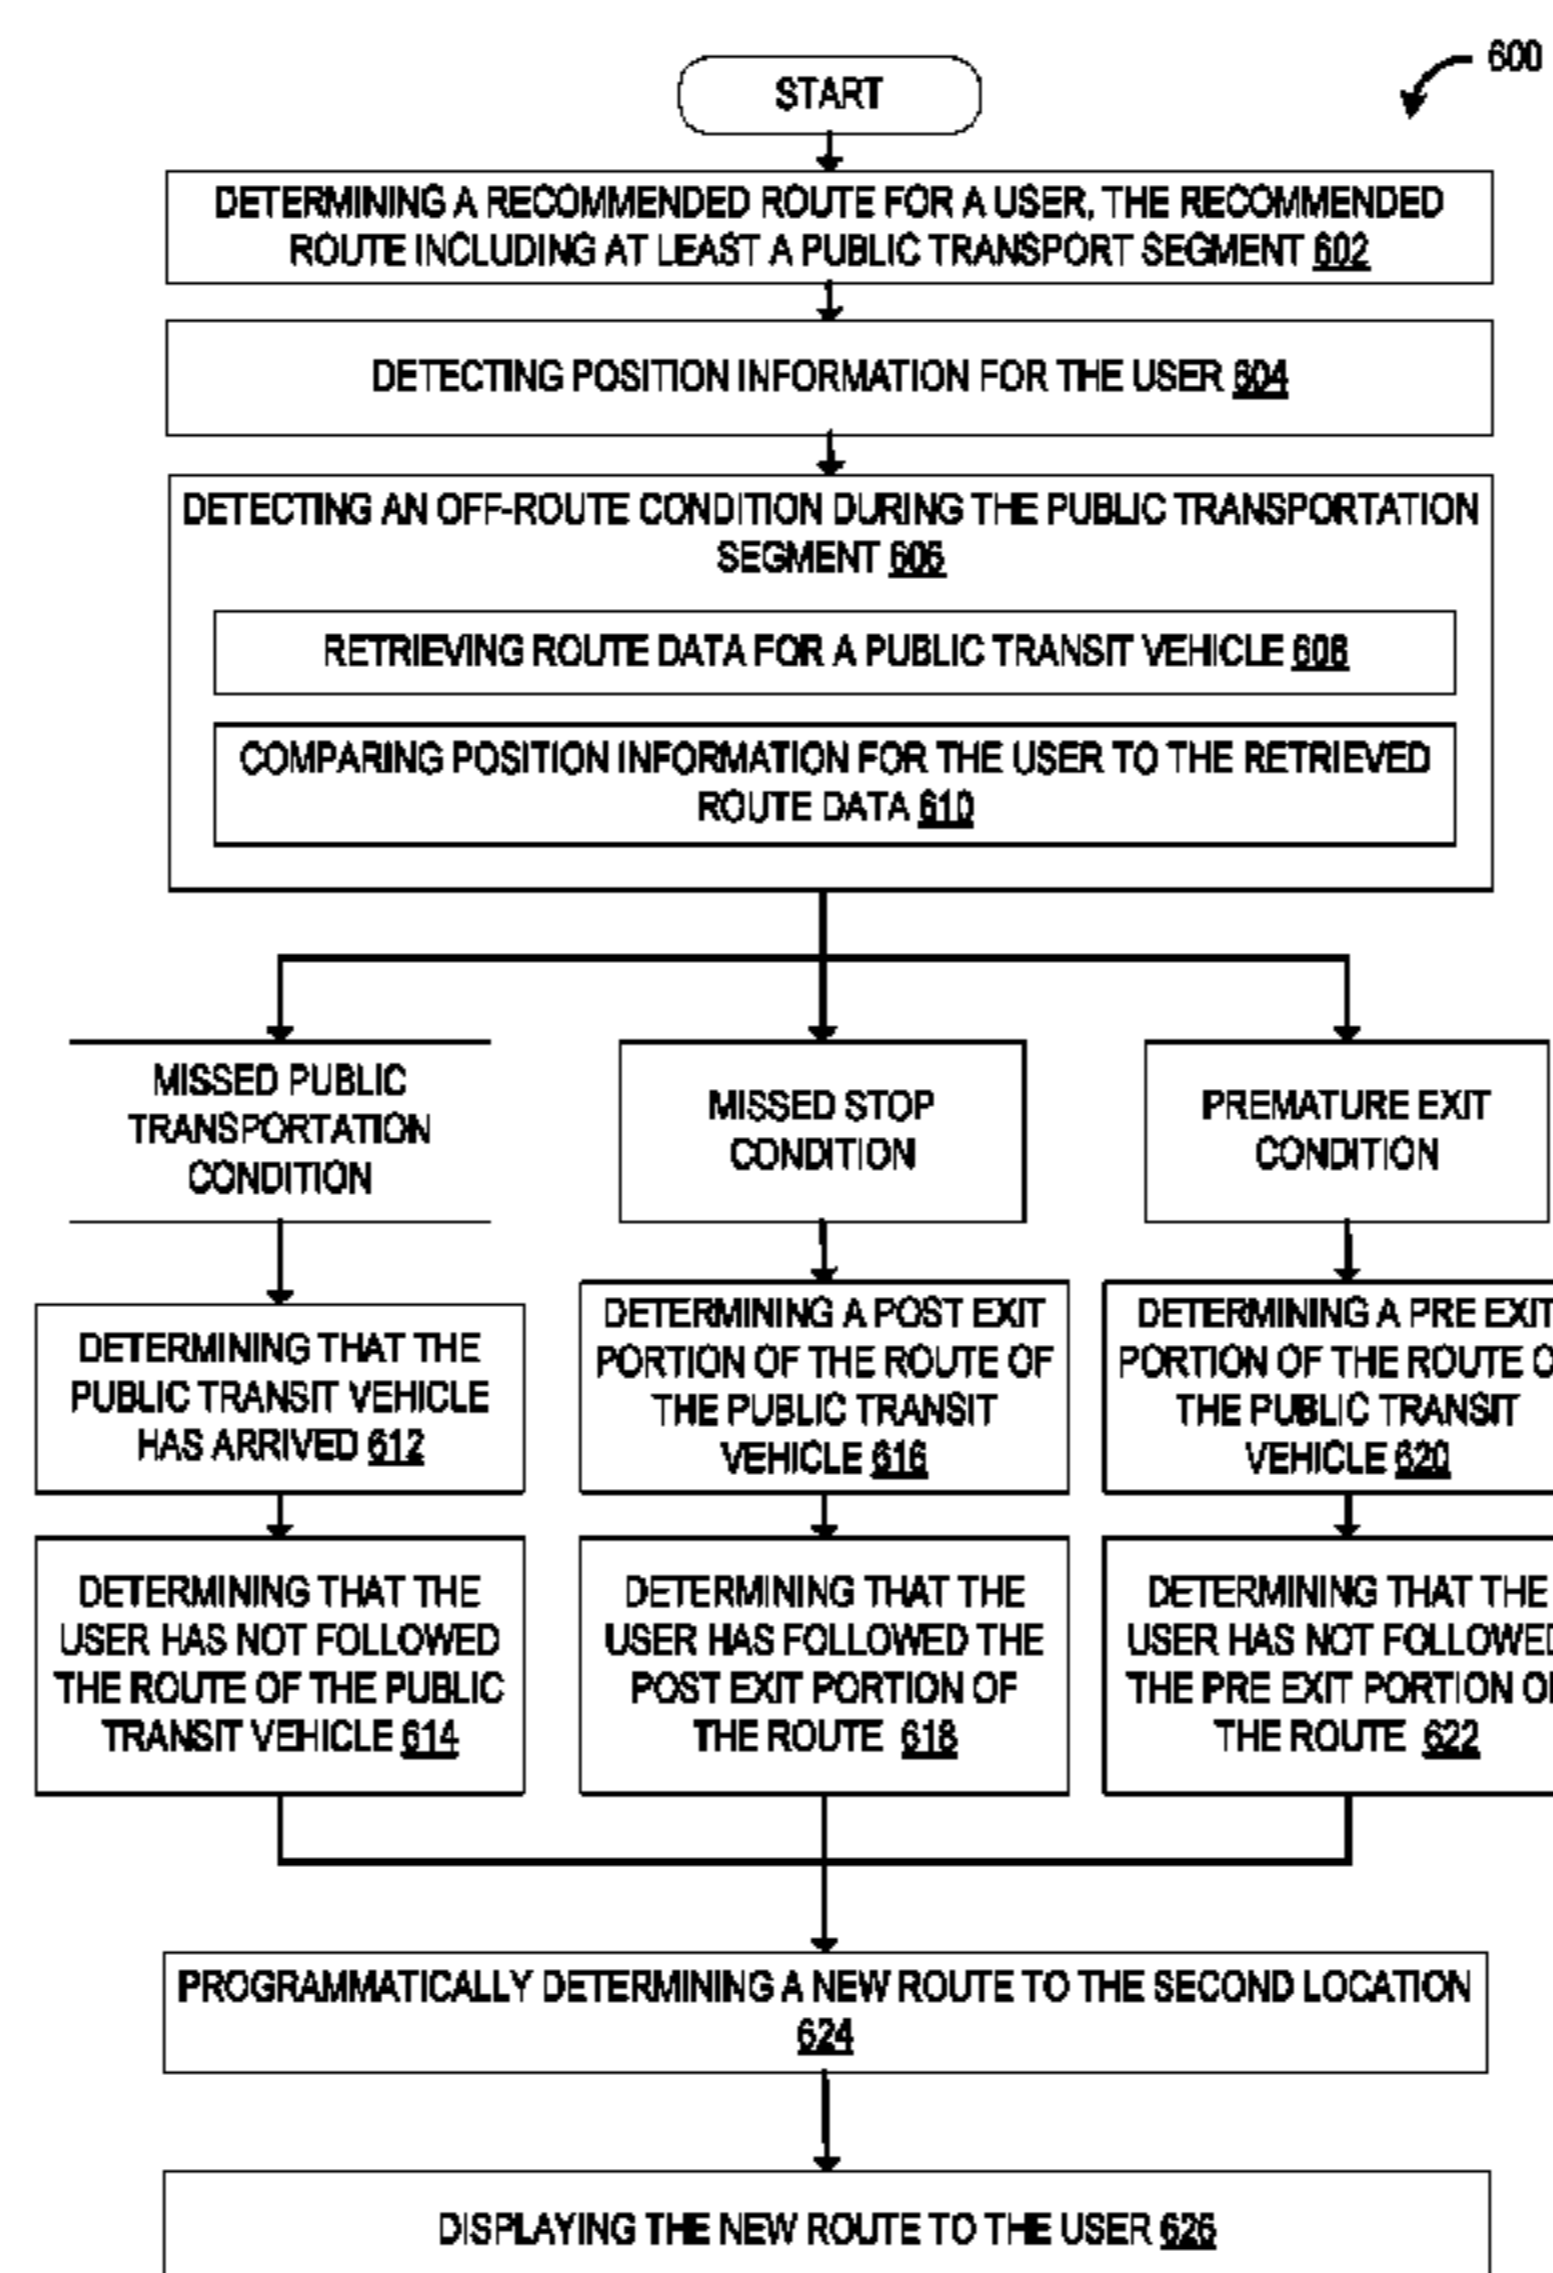 600
START
DETERMINING A RECOMMENDED ROUTE FOR A USER, THE RECOMMENDED
ROUTE INCLUDING AT LEAST A PUBLIC TRANSPORT SEGMENT 602
DETECTING POSITION INFORMATION FOR THE USER 604
DETECTING AN OFF-ROUTE CONDITION DURING THE PUBLIC TRANSPORTATION
SEGMENT 606
RETRIEVING ROUTE DATA FOR A PUBLIC TRANSIT VEHICLE 608
COMPARING POSITION INFORMATION FOR THE USER TO THE RETRIEVED
ROUTE DATA 610
MISSED PUBLIC
TRANSPORTATION
CONDITION
MISSED STOP
CONDITION
PREMATURE EXIT
CONDITION
DETERMINING THAT THE
PUBLIC TRANSIT VEHICLE
HAS ARRIVED 612
DETERMINING A POST EXIT
PORTION OF THE ROUTE OF
THE PUBLIC TRANSIT
VEHICLE 616
DETERMINING A PRE EXIT
PORTION OF THE ROUTE
THE PUBLIC TRANSIT
VEHICLE 620
DETERMINING THAT THE
USER HAS NOT FOLLOWED
THE ROUTE OF THE PUBLIC
TRANSIT VEHICLE 614
DETERMINING THAT THE
USER HAS FOLLOWED THE
POST EXIT PORTION OF
THE ROUTE 618
DETERMINING THAT THE
USER HAS NOT FOLLOWED
THE PRE EXIT PORTION OF
THE ROUTE 622
PROGRAMMATICALLY DETERMINING A NEW ROUTE TO THE SECOND LOCATION
624
DISPLAYING THE NEW ROUTE TO THE USER 626